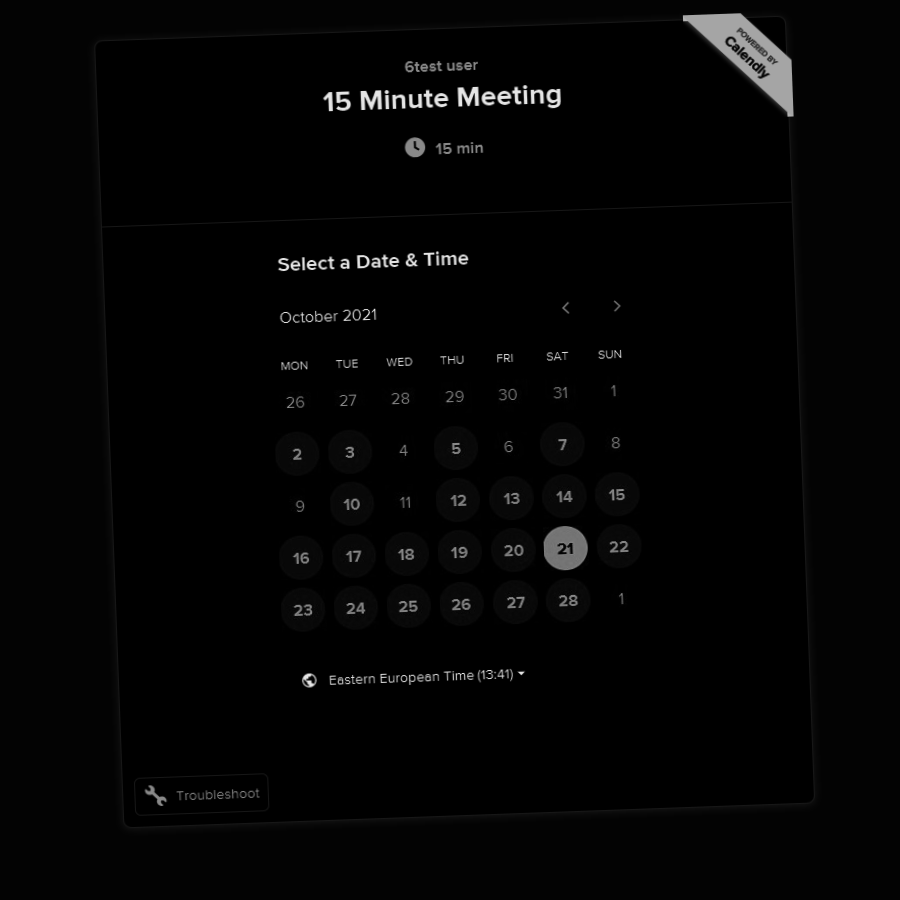 POWERED BY
Calendly
6test user
15 Minute Meeting
15 min
Select a Date & Time
October 2021
MON TUE WED THU FRI SAT SUN
26 27 28 29 30 31 1
2 3 4 5 6 7 8
9 10 11 12 13 14 15
16 17 18 19 20 21 22
23 24 25 26 27 28 1
Eastern European Time (13:41)
Troubleshoot